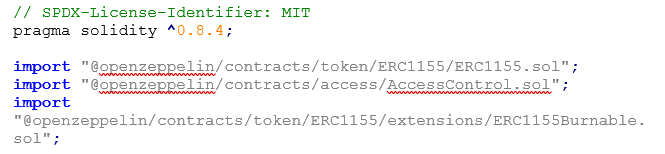 // SPDX-License-Identifier: MIT
pragma solidity ^0.8.4;
import "@openzeppelin/contracts/token/ERC1155/ERC1155.sol";
import "@openzeppelin/contracts/access/AccessControl.sol";
import
"@openzeppelin/contracts/token/ERC1155/extensions/ERC1155Burnable.
sol";